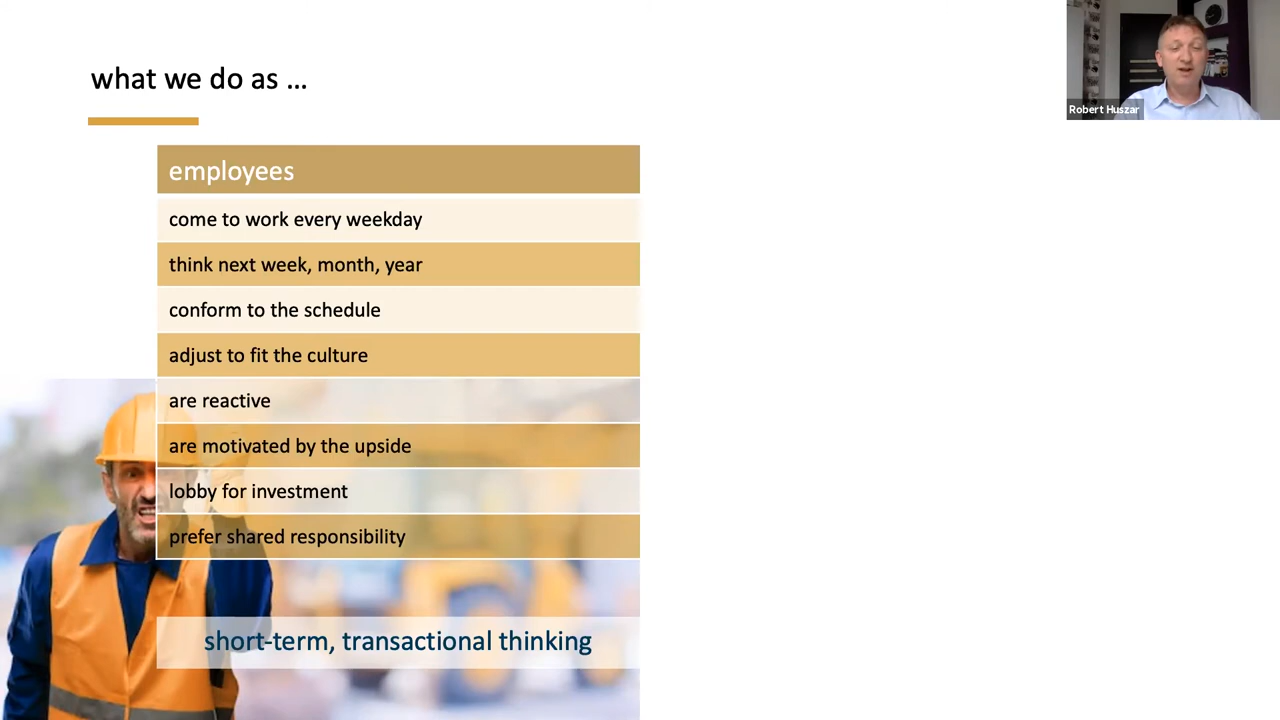 what we do as ...
Robert Huszar
employees
come to work every weekday
think next week, month, year
conform to the schedule
adjust to fit the culture
are reactive
are motivated by the upside
lobby for investment
prefer shared responsibility
short-term, transactional thinking